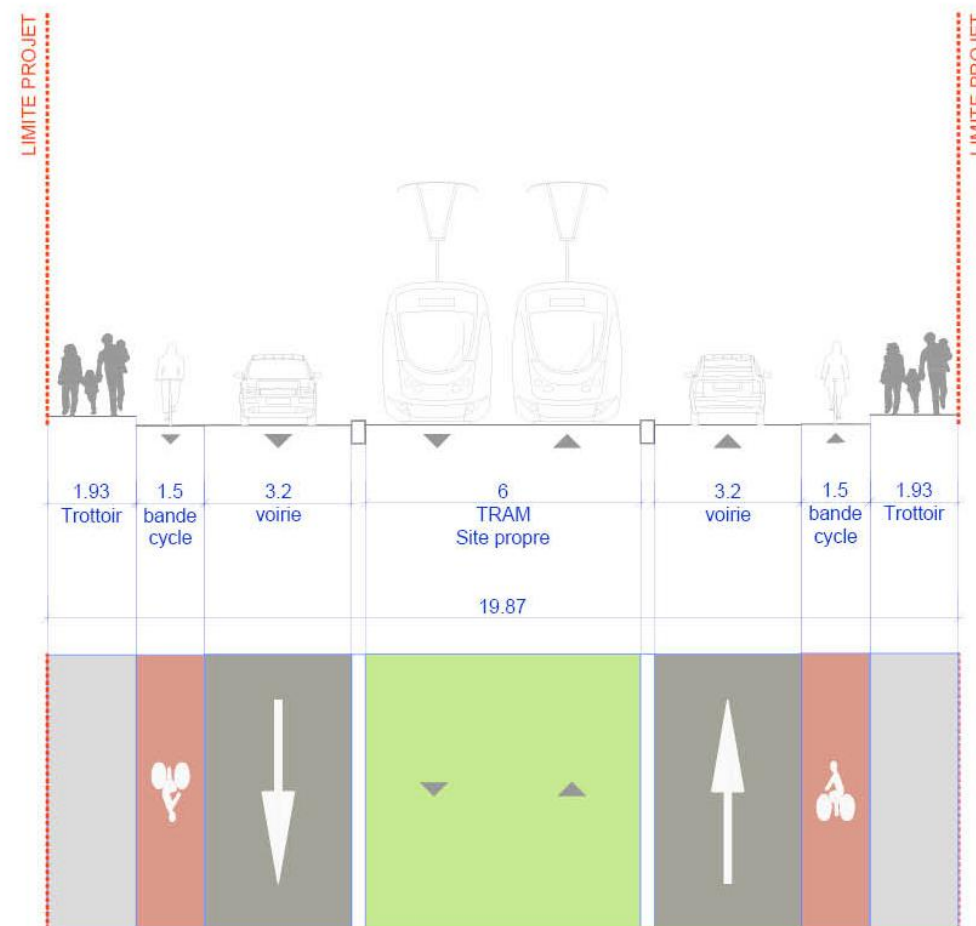 LIMITE PROJET
LIMITE PROJET
1.93
Trottoir
1.5
bande
cycle
3.2
voirie
6
TRAM
Site propre
3.2
voirie
1.5
bande
cycle
1.93
Trottoir
19.87